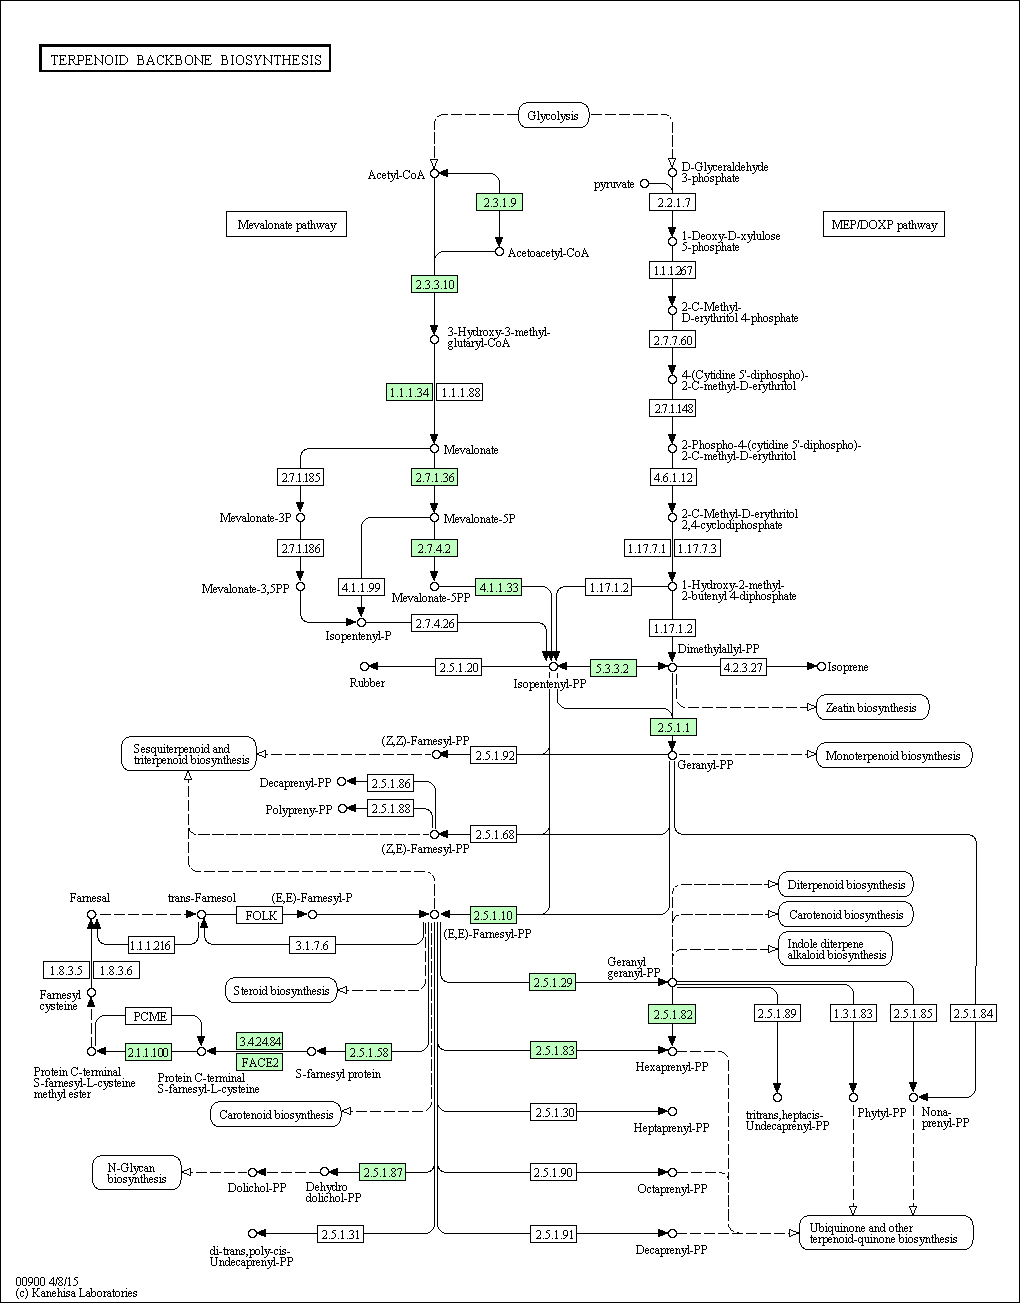 TERPENOID BACKBONE BIOSYNTHESIS
Glycolysis
Acetyl-CoA
D-Glyceraldehyde
3-phosphate
pyruvate
2.3.1.9
2.2.1.7
Mevalonate pathway
MEP/DOXP pathway
1-Deoxy-D-xylulose
5-phosphate
Acetoacetyl-CoA
1.1.1.267
2.3.3.10
2-C-Methyl-
D-erythritol 4-phosphate
3-Hydroxy-3-methyl-
glutaryl-CoA
2.7.7.60
4-(Cytidine 5'-diphospho)-
2-C-methyl-D-erythritol
1.1.1.34
1.1.1.88
2.7.1.148
Mevalonate
2-Phospho-4-(cytidine 5'-diphospho)-
2-C-methyl-D-erythritol
2.7.1.185
2.7.1.36
4.6.1.12
Mevalonate-3P
Mevalonate-5P
2-C-Methyl-D-erythritol
2,4-cyclodiphosphate
2.7.1.186
2.7.4.2
1.17.7.1
1.17.7.3
Mevalonate-3,5PP
4.1.1.99
Mevalonate-5PP
4.1.1.33
1.17.1.2
1-Hydroxy-2-methyl-
2-butenyl 4-diphosphate
Isopentenyl-P
2.7.4.26
1.17.1.2
Dimethylallyl-PP
Rubber
2.5.1.20
Isopentenyl-PP
5.3.3.2
4.2.3.27
Isoprene
Zeatin biosynthesis
2.5.1.1
Sesquiterpenoid and
triterpenoid biosynthesis
(Z,Z)-Farnesyl-PP
2.5.1.92
Geranyl-PP
Monoterpenoid biosynthesis
Decaprenyl-PP
2.5.1.86
Polypreny-PP
2.5.1.88
(Z,E)-Farnesyl-PP
2.5.1.68
Diterpenoid biosynthesis
Farnesal
trans-Farnesol
(E,E)-Farnesyl-P
FOLK
2.5.1.10
(E,E)-Farnesyl-PP
Carotenoid biosynthesis
1.1.1.216
3.1.7.6
Indole diterpene
alkaloid biosynthesis
1.8.3.5
1.8.3.6
Geranyl
geranyl-PP
2.5.1.29
Farnesyl
cysteine
Steroid biosynthesis
PCME
2.5.1.82
2.5.1.89
1.3.1.83
2.5.1.85
2.5.1.84
2.1.1.100
3.4.24.84
FACE2
2.5.1.58
2.5.1.83
Protein C-terminal
S-farnesyl-L-cysteine
methyl ester
Protein C-terminal
S-farnesyl-L-cysteine
S-farnesyl protein
Hexaprenyl-PP
Carotenoid biosynthesis
2.5.1.30
Heptaprenyl-PP
tritrans,heptacis-
Undecaprenyl-PP
Phytyl-PP
Nona-
prenyl-PP
N-Glycan
biosynthesis
Dolichol-PP
Dehydro
dolichol-PP
2.5.1.87
2.5.1.90
Octaprenyl-PP
di-trans,poly-cis-
Undecaprenyl-PP
2.5.1.31
2.5.1.91
Decaprenyl-PP
Ubiquinone and other
terpenoid-quinone biosynthesis
00900 4/8/15
(c) Kanehisa Laboratories